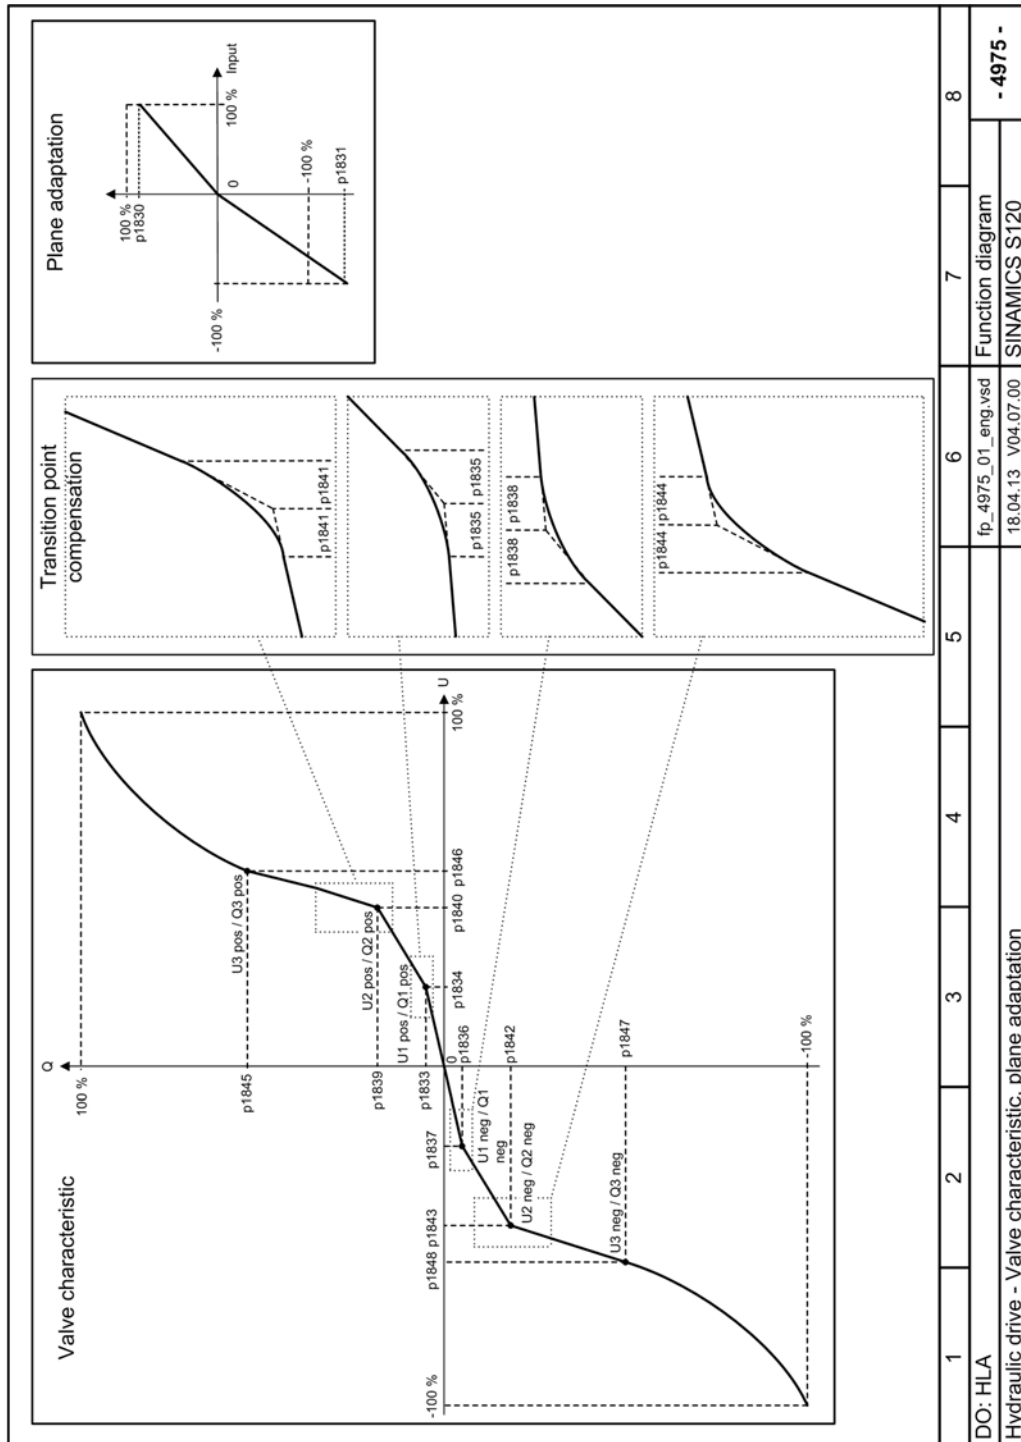 Valve characteristic
Q
100 %
p1845
p1839
p1833
U3 pos / Q3 pos
U2 pos / Q2 pos
U1 pos / Q1 pos
0
p1834
p1840
p1846
100 %
U
-100 %
p1848
p1843
p1837
p1836
p1842
p1847
-100 %
U1 neg / Q1
neg
U2 neg / Q2 neg
U3 neg / Q3 neg
Transition point
compensation
p1841
p1841
p1835
p1835
p1838
p1838
p1844
p1844
Plane adaptation
100 %
p1830
Input
100 %
0
-100 %
-100 %
p1831
1
2
3
4
5
6
7
8
DO: HLA
fp_4975_01_eng.vsd
Function diagram
- 4975 -
Hydraulic drive - Valve characteristic, plane adaptation
18.04.13
V04.07.00
SINAMICS S120